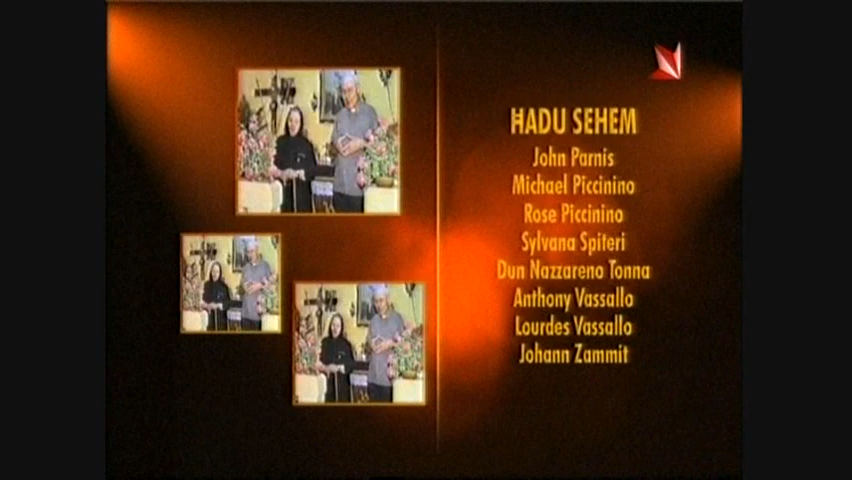 HADU SEHEM
John Parnis
Michael Piccinino
Rose Piccinino
Sylvana Spiteri
Dun Nazzareno Tonna
Anthony Vassallo
Lourdes Vassallo
Johann Zammit